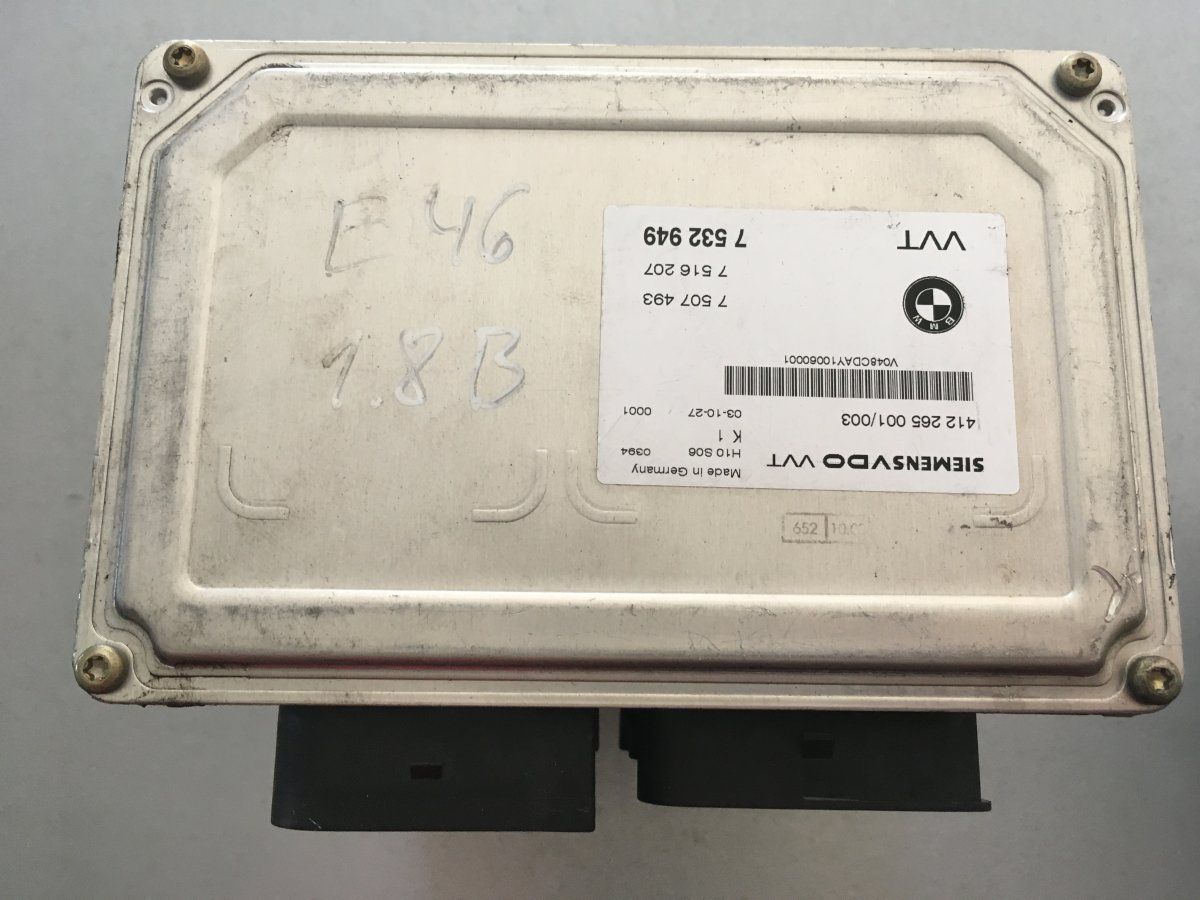 E 46
1.8 B
SIEMENSVDO VVT
Made in Germany
H10 S06 0394
K 1
412 265 001/003
03-10-27 0001
V048CDAY10060001
BMW
7 507 493
7 516 207
VVT
7 532 949
652